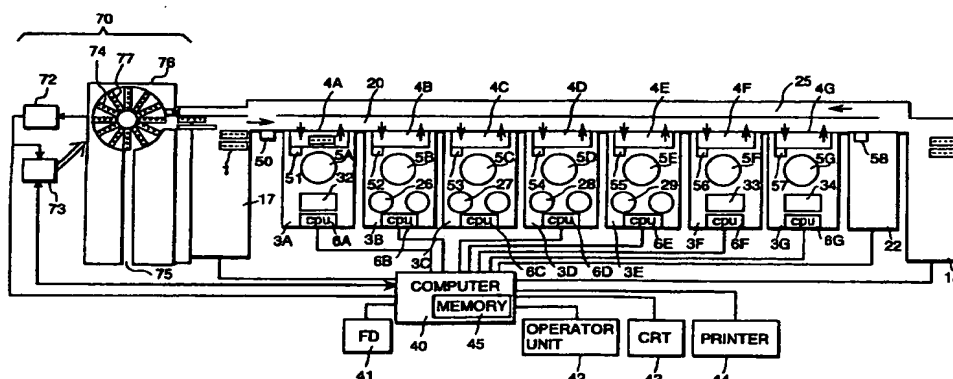 70
74 77 78
72
73
1
17
50
75
4A 20 4B 4C 4D 4E 4F 25 4G
51 52 53 54 55 56 57 58
5A 5B 5C 5D 5E 5F 5G
32 26 27 28 29 33 34
cpu cpu cpu cpu cpu cpu cpu
3A 6A 3B 6B 3C 6C 3D 6D 3E 6E 3F 6F 3G 6G
22
COMPUTER
MEMORY
FD
40
45
OPERATOR
UNIT
CRT
PRINTER
41